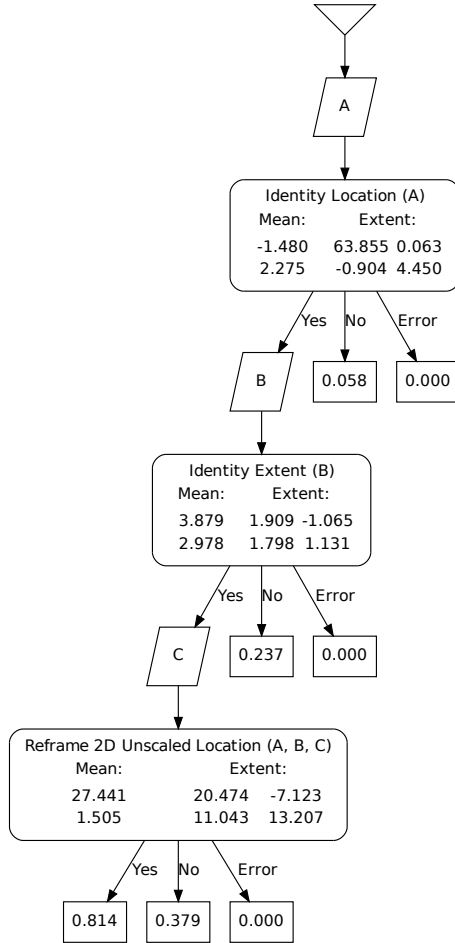 A
Identity Location (A)
Mean: Extent:
-1.480 63.855 0.063
2.275 -0.904 4.450
Yes No Error
B 0.058 0.000
Identity Extent (B)
Mean: Extent:
3.879 1.909 -1.065
2.978 1.798 1.131
Yes No Error
C 0.237 0.000
Reframe 2D Unscaled Location (A, B, C)
Mean: Extent:
27.441 20.474 -7.123
1.505 11.043 13.207
Yes No Error
0.814 0.379 0.000